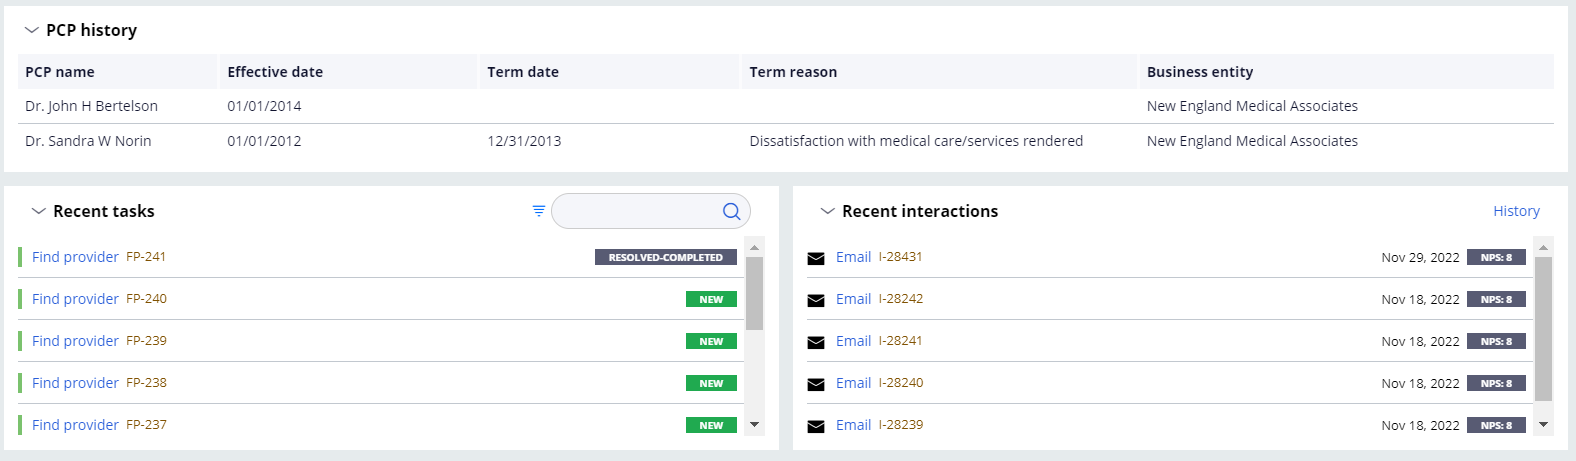 PCP history
PCP name Effective date Term date Term reason Business entity
Dr. John H Bertelson 01/01/2014 New England Medical Associates
Dr. Sandra W Norin 01/01/2012 12/31/2013 Dissatisfaction with medical care/services rendered New England Medical Associates
Recent tasks
Find provider FP-241 RESOLVED-COMPLETED
Find provider FP-240 NEW
Find provider FP-239 NEW
Find provider FP-238 NEW
Find provider FP-237 NEW
Recent interactions History
Email I-28431 Nov 29, 2022 NPS: 8
Email I-28242 Nov 18, 2022 NPS: 8
Email I-28241 Nov 18, 2022 NPS: 8
Email I-28240 Nov 18, 2022 NPS: 8
Email I-28239 Nov 18, 2022 NPS: 8